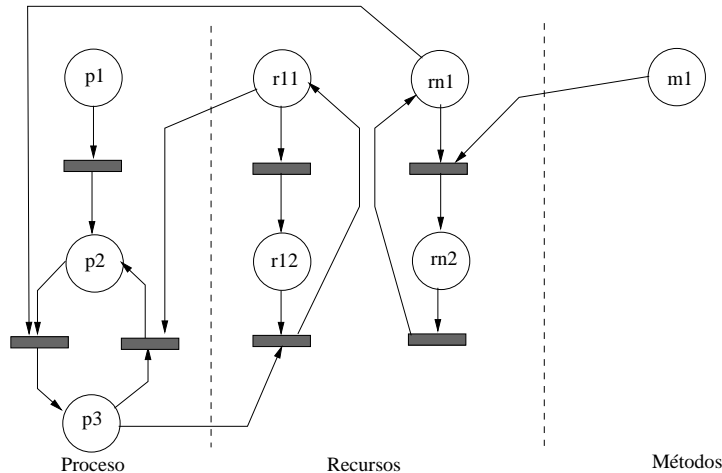 p1
r11
rn1
m1
p2
r12
rn2
p3
Proceso
Recursos
Métodos